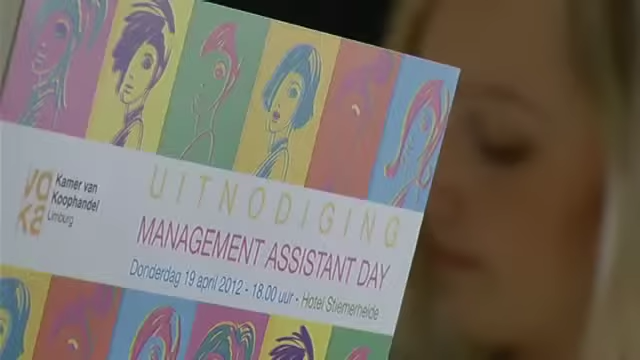 UITNODIGING
voka
Kamer van
Koophandel
Limburg
MANAGEMENT ASSISTANT DAY
Donderdag 19 april 2012 - 18.00 uur - Hotel Stiemerheide